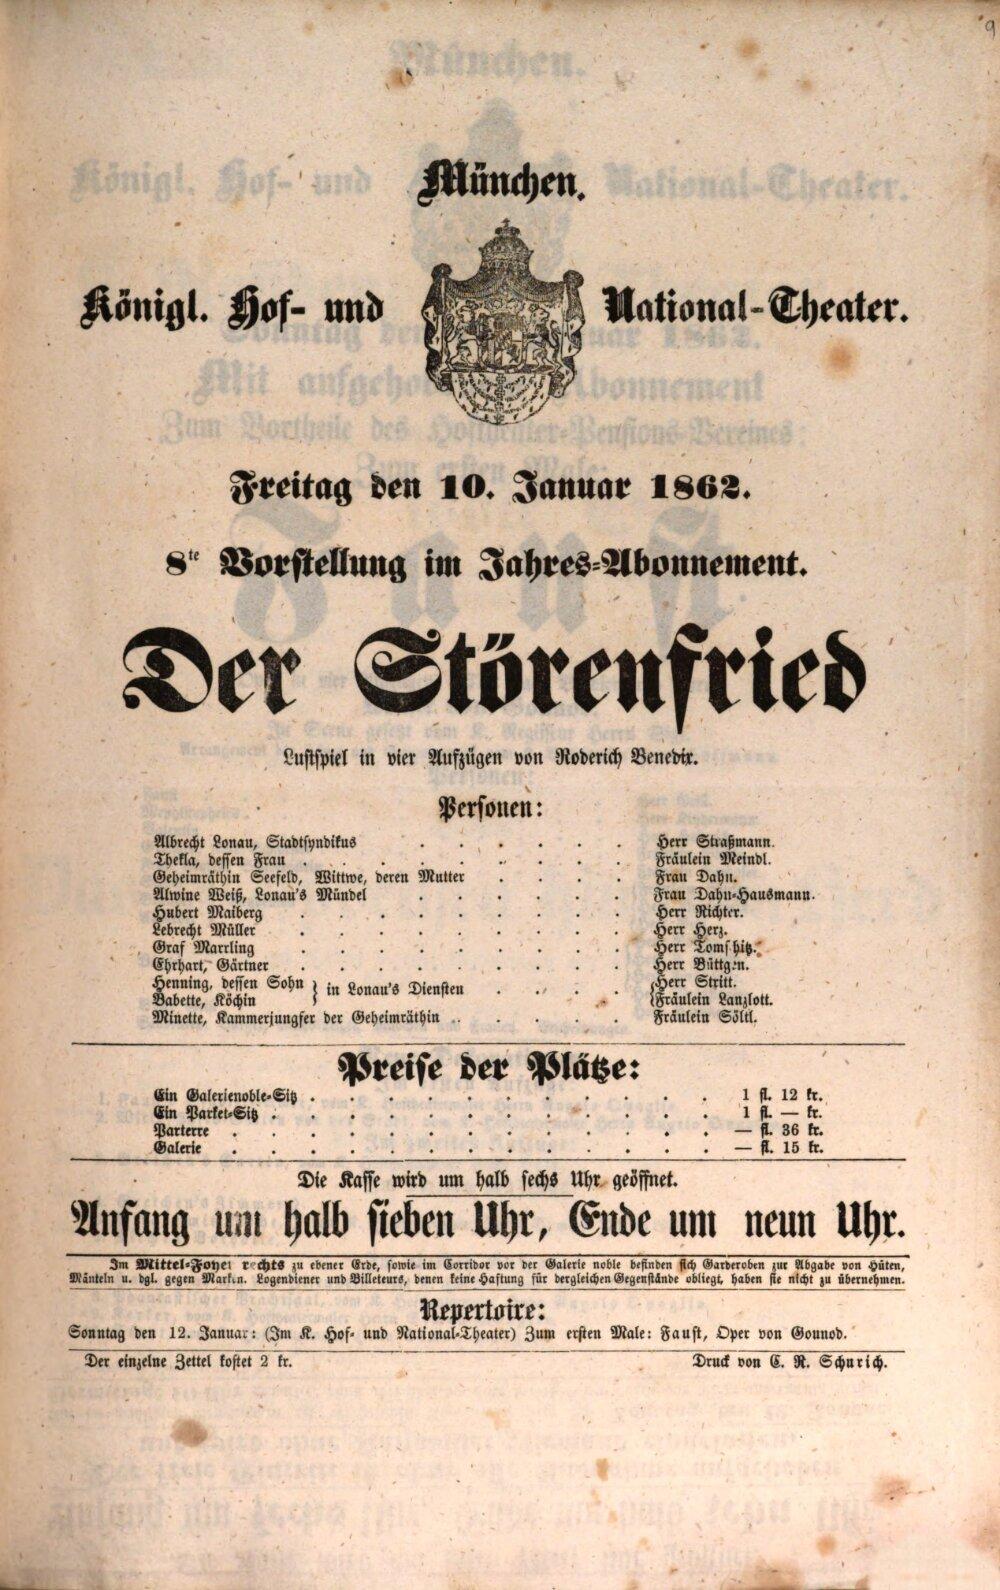 9
München.
Königl. Hof- und National-Theater.
Freitag den 10. Januar 1862.
8te Vorstellung im Jahres-Abonnement.
Der Störenfried
Lustspiel in vier Aufzügen von Roderich Benedix.
Personen:
Albrecht Lonau, Stadtsyndikus . . . . . . Herr Straßmann.
Thekla, dessen Frau . . . . . . . . Fräulein Meindl.
Geheimräthin Seefeld, Wittwe, deren Mutter . . . . Frau Dahn.
Alwine Weiß, Lonau's Mündel . . . . . . Frau Dahn-Hausmann.
Hubert Maiberg . . . . . . . . . Herr Richter.
Lebrecht Müller . . . . . . . . . Herr Herz.
Graf Marrling . . . . . . . . . Herr Tomschitz.
Ehrhart, Gärtner . . . . . . . . . Herr Büttgen.
Henning, dessen Sohn } in Lonau's Diensten . . . . { Herr Stritt.
Babette, Köchin } { Fräulein Lanzlott.
Minette, Kammerjungfer der Geheimräthin . . . . . Fräulein Söltl.
Preise der Plätze:
Ein Galerienoble-Sitz . . . . . . . . . . . 1 fl. 12 kr.
Ein Parket-Sitz . . . . . . . . . . . . 1 fl. — kr.
Parterre . . . . . . . . . . . . . — fl. 36 kr.
Galerie . . . . . . . . . . . . . — fl. 15 kr.
Die Kasse wird um halb sechs Uhr geöffnet.
Anfang um halb sieben Uhr, Ende um neun Uhr.
Im Mittel-Foyer rechts zu ebener Erde, sowie im Corridor vor der Galerie noble befinden sich Garderoben zur Abgabe von Hüten,
Mänteln u. dgl. gegen Marken. Logendiener und Billeteurs, denen keine Haftung für dergleichen Gegenstände obliegt, haben sie nicht zu übernehmen.
Repertoire:
Sonntag den 12. Januar: (Im K. Hof- und National-Theater) Zum ersten Male: Faust, Oper von Gounod.
Der einzelne Zettel kostet 2 kr. Druck von C. R. Schurich.